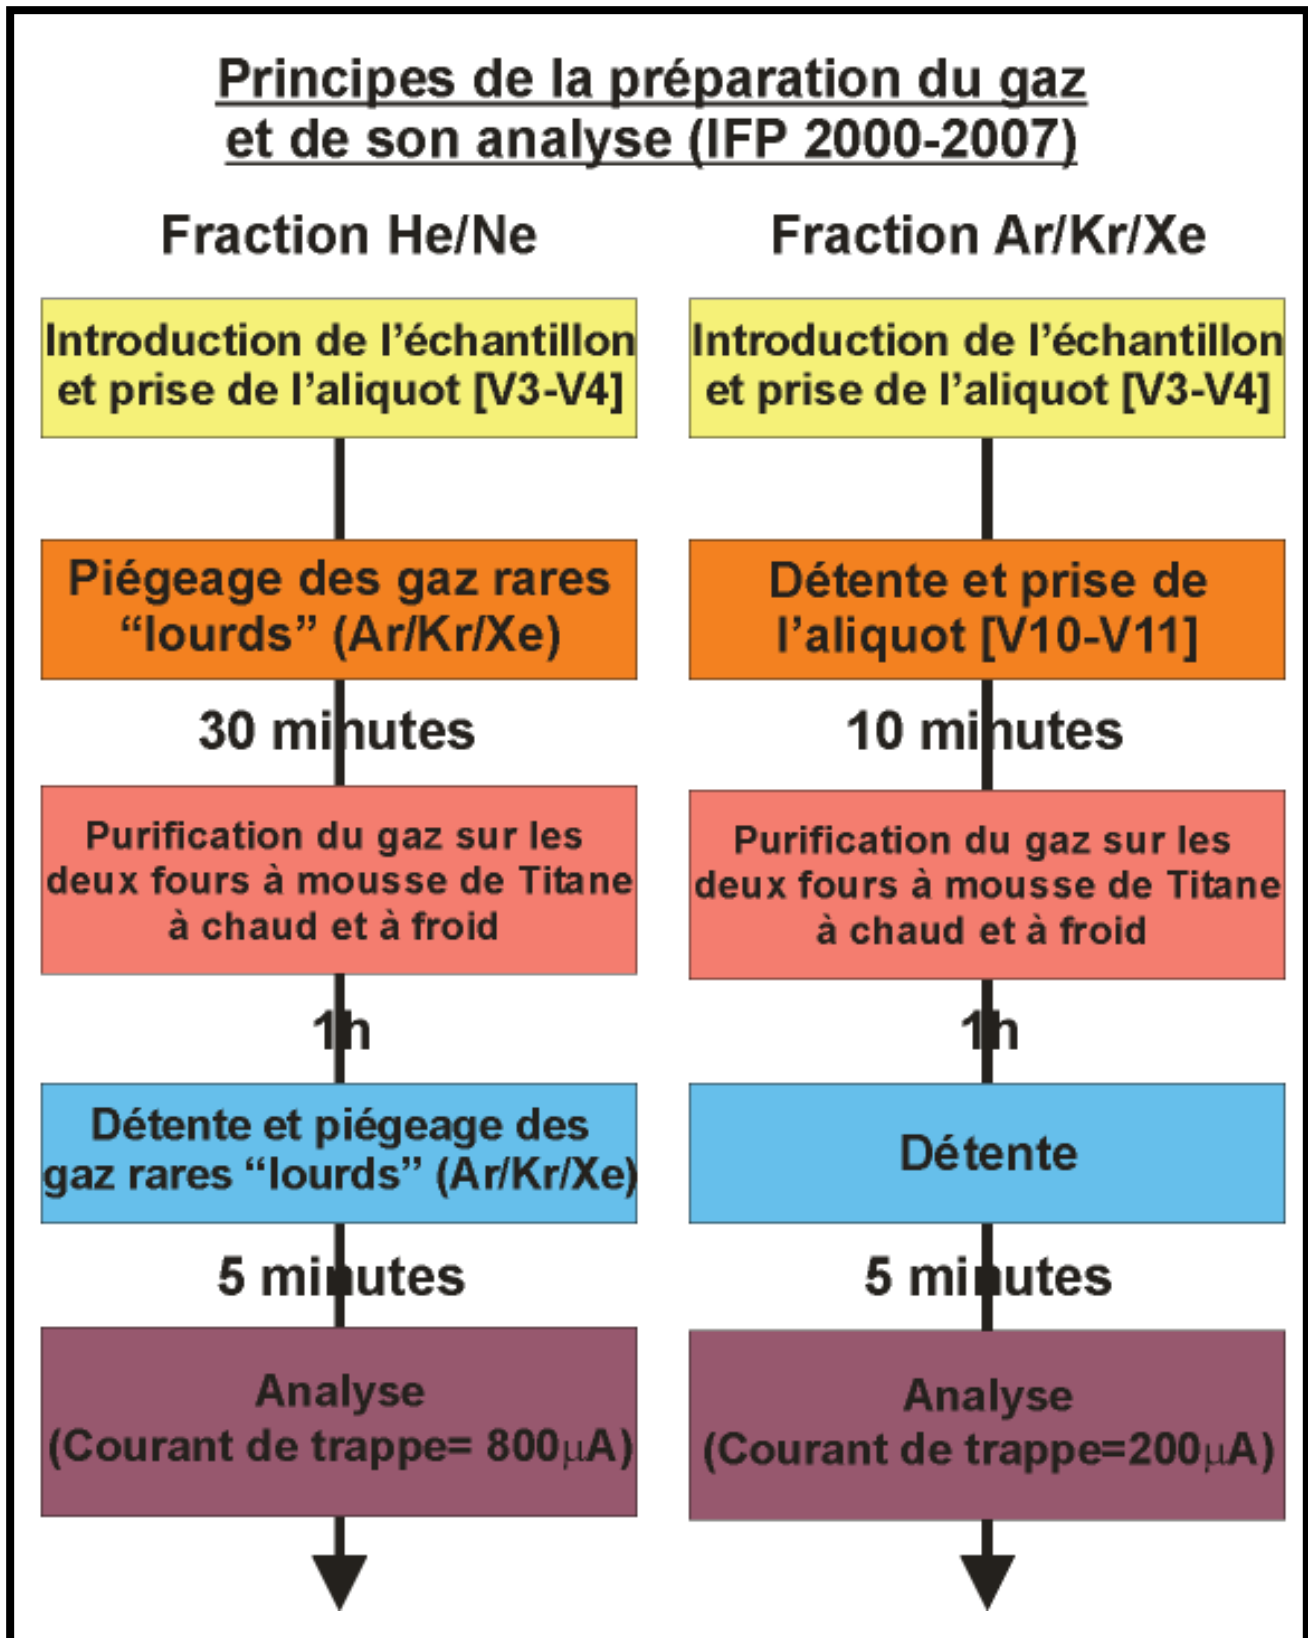 Principes de la préparation du gaz
et de son analyse (IFP 2000-2007)
Fraction He/Ne
Introduction de l’échantillon
et prise de l’aliquot [V3-V4]
Piégeage des gaz rares
“lourds” (Ar/Kr/Xe)
30 minutes
Purification du gaz sur les
deux fours à mousse de Titane
à chaud et à froid
1h
Détente et piégeage des
gaz rares “lourds” (Ar/Kr/Xe)
5 minutes
Analyse
(Courant de trappe= 800µA)
Fraction Ar/Kr/Xe
Introduction de l’échantillon
et prise de l’aliquot [V3-V4]
Détente et prise de
l’aliquot [V10-V11]
10 minutes
Purification du gaz sur les
deux fours à mousse de Titane
à chaud et à froid
1h
Détente
5 minutes
Analyse
(Courant de trappe=200µA)